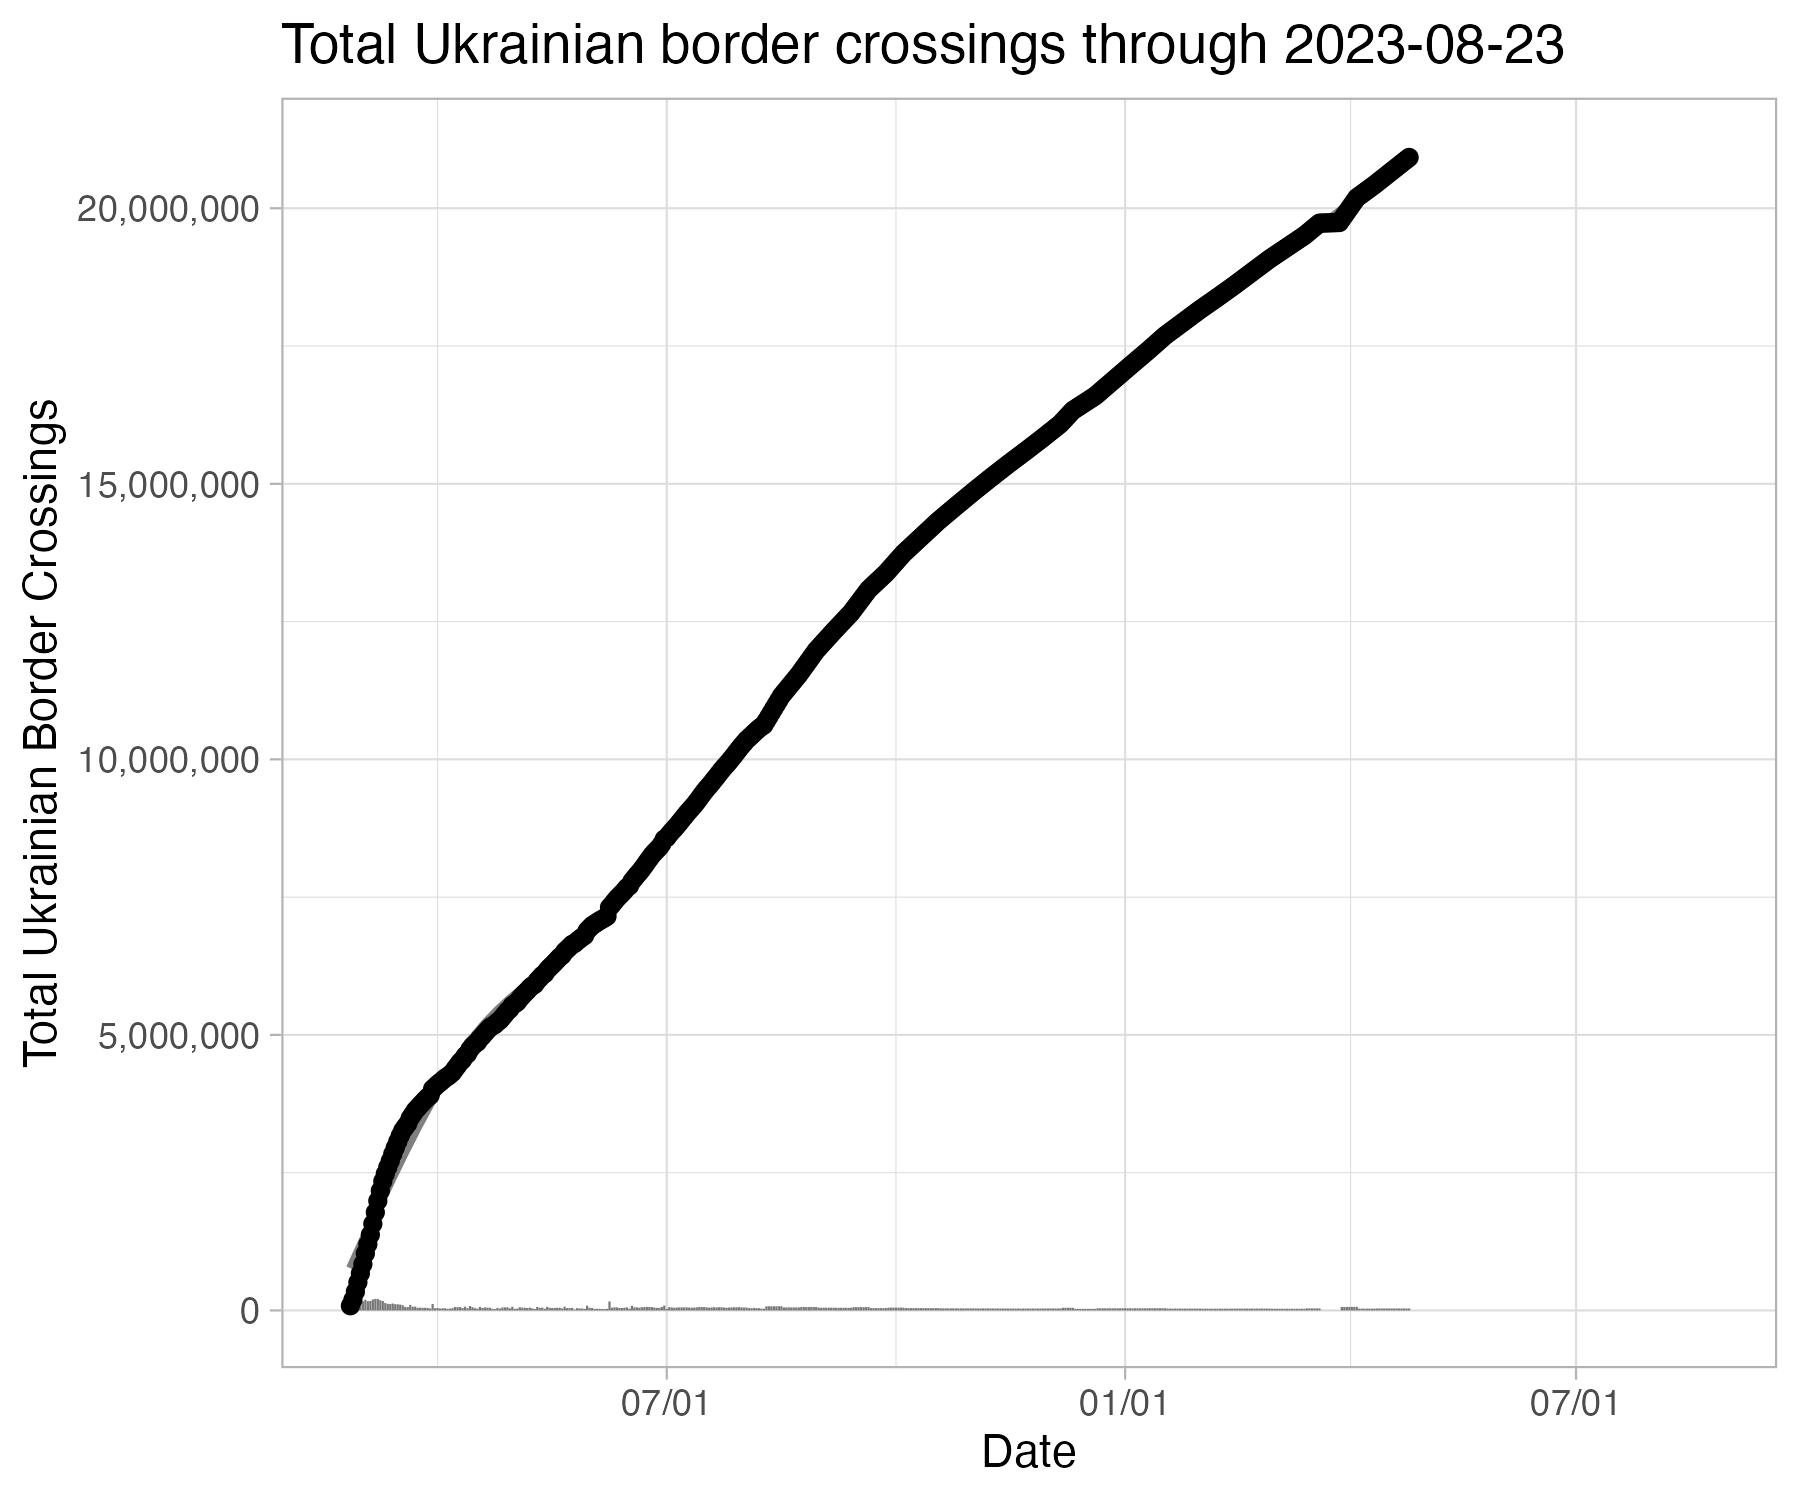 Total Ukrainian border crossings through 2023-08-23
Total Ukrainian Border Crossings
20,000,000
15,000,000
10,000,000
5,000,000
0
07/01
01/01
07/01
Date